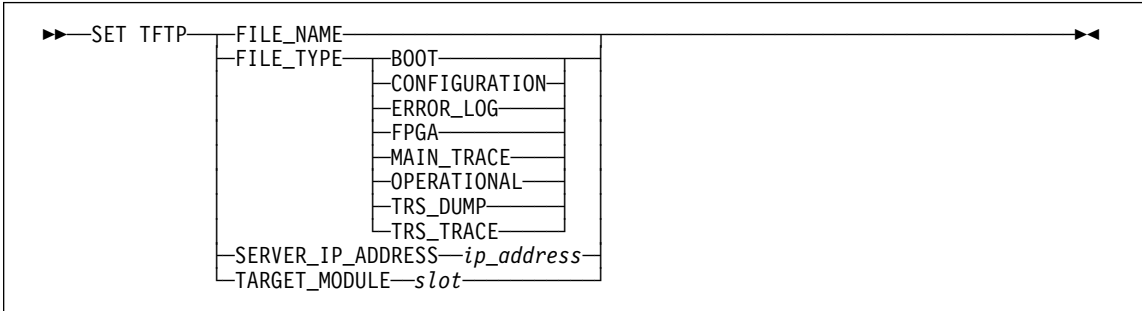 SET TFTP FILE_NAME
FILE_TYPE BOOT
CONFIGURATION
ERROR_LOG
FPGA
MAIN_TRACE
OPERATIONAL
TRS_DUMP
TRS_TRACE
SERVER_IP_ADDRESS ip_address
TARGET_MODULE slot